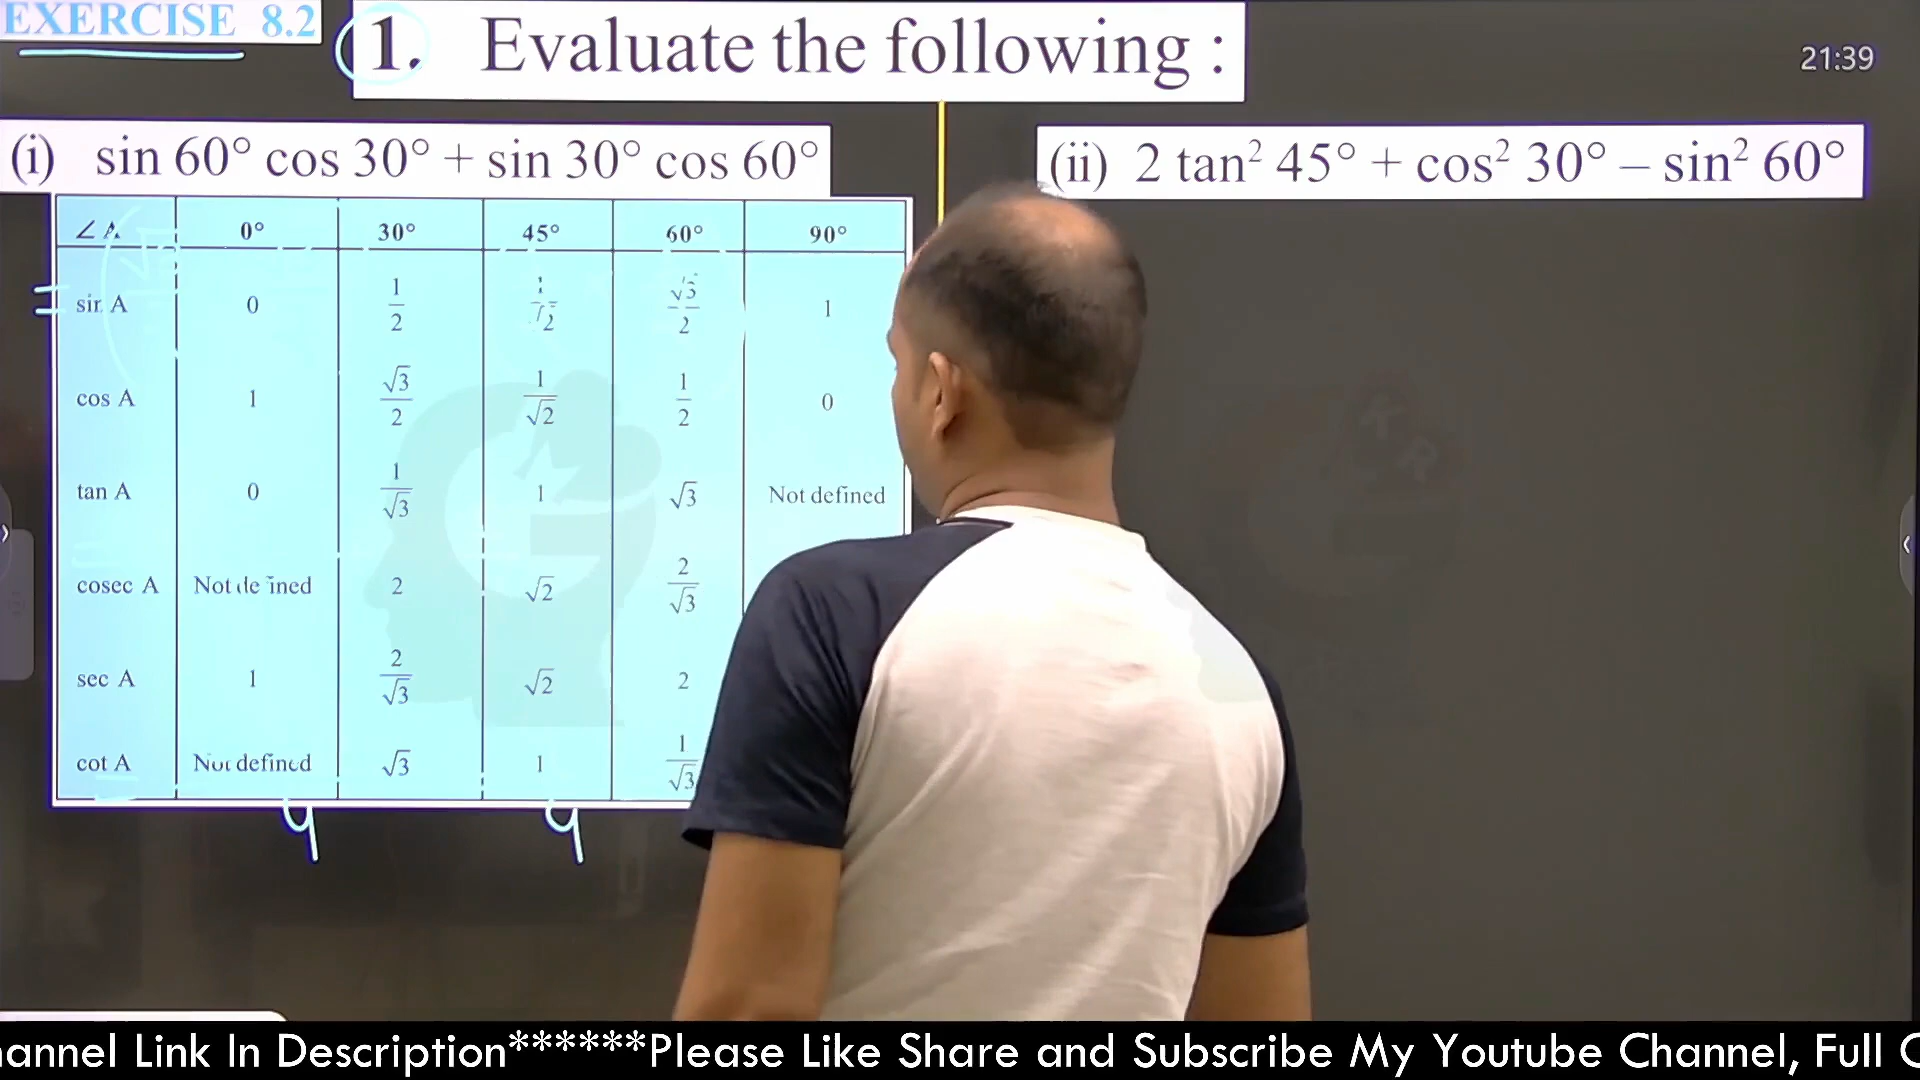 EXERCISE 8.2
1. Evaluate the following :
21:39
(i) sin 60° cos 30° + sin 30° cos 60°
(ii) 2 tan² 45° + cos² 30° – sin² 60°
∠A 0° 30° 45° 60° 90°
sin A 0 1/2 1/√2 √3/2 1
cos A 1 √3/2 1/√2 1/2 0
tan A 0 1/√3 1 √3 Not defined
cosec A Not defined 2 √2 2/√3
sec A 1 2/√3 √2 2
cot A Not defined √3 1 1/√3
4 4
hannel Link In Description******Please Like Share and Subscribe My Youtube Channel, Full